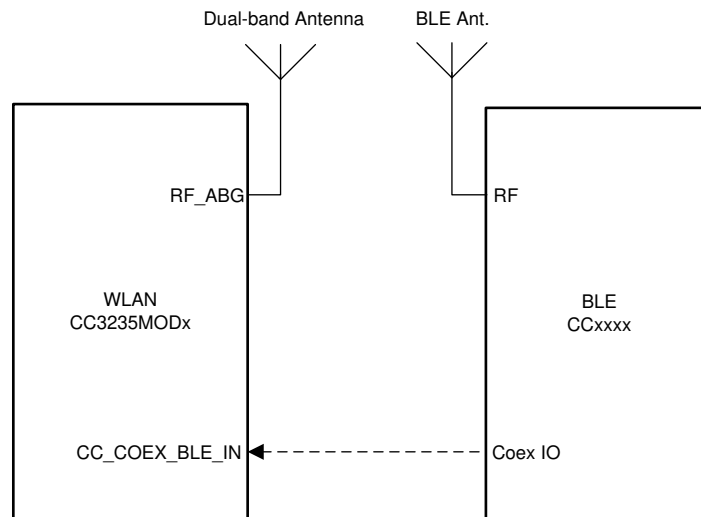 Dual-band Antenna
BLE Ant.
RF_ABG
RF
WLAN
CC3235MODx
BLE
CCxxxx
CC_COEX_BLE_IN
Coex IO